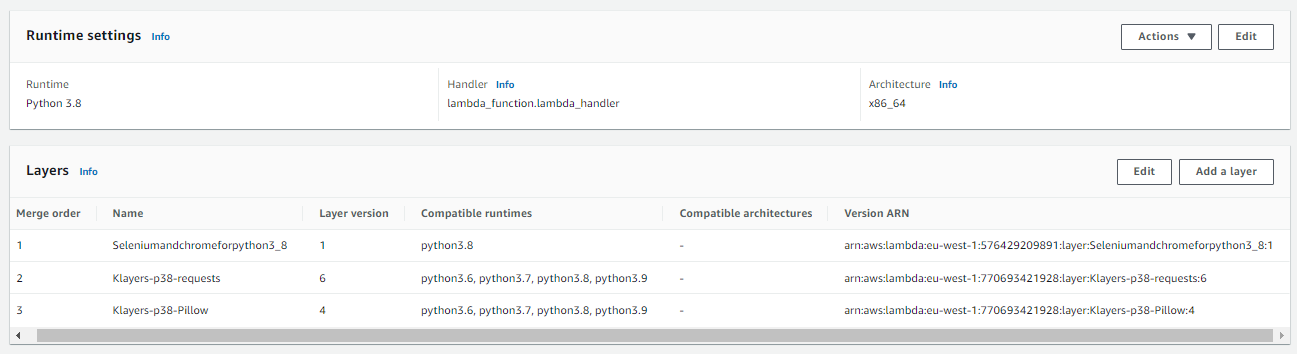 Runtime settings Info Actions Edit
Runtime Handler Info Architecture Info
Python 3.8 lambda_function.lambda_handler x86_64
Layers Info Edit Add a layer
Merge order Name Layer version Compatible runtimes Compatible architectures Version ARN
1 Seleniumandchromeforpython3_8 1 python3.8 - arn:aws:lambda:eu-west-1:576429209891:layer:Seleniumandchromeforpython3_8:1
2 Klayers-p38-requests 6 python3.6, python3.7, python3.8, python3.9 - arn:aws:lambda:eu-west-1:770693421928:layer:Klayers-p38-requests:6
3 Klayers-p38-Pillow 4 python3.6, python3.7, python3.8, python3.9 - arn:aws:lambda:eu-west-1:770693421928:layer:Klayers-p38-Pillow:4